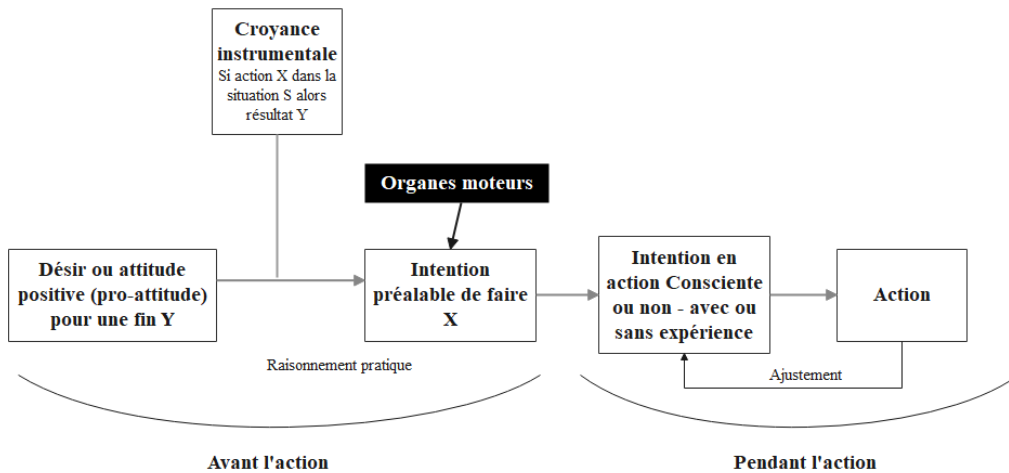 Croyance
instrumentale
Si action X dans la
situation S alors
résultat Y
Organes moteurs
Désir ou attitude
positive (pro-attitude)
pour une fin Y
Intention
préalable de faire
X
Intention en
action Consciente
ou non - avec ou
sans expérience
Action
Raisonnement pratique
Ajustement
Avant l'action
Pendant l'action